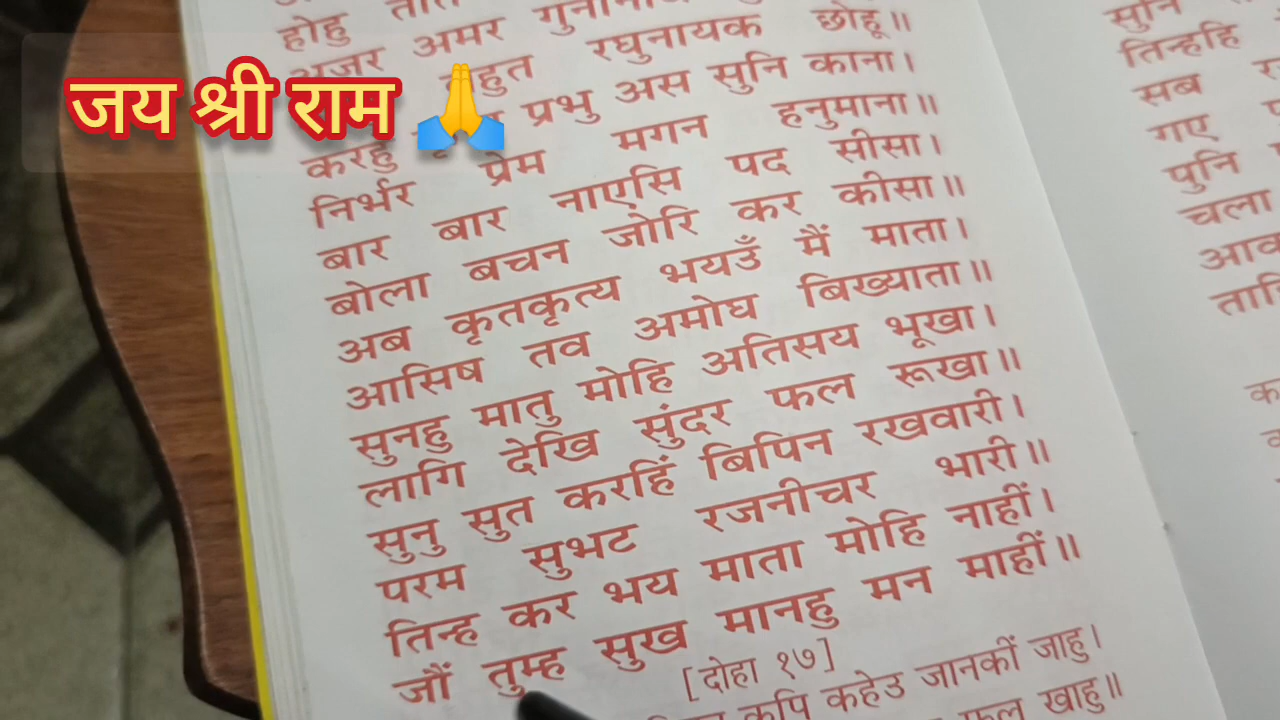 जय श्री राम 🙏
होहु
अजर अमर
बहुत रघुनायक छोहू॥
करहुँ प्रभु अस सुनि काना।
निर्भर प्रेम मगन हनुमाना॥
बार बार नाएसि पद सीसा।
बोला बचन जोरि कर कीसा॥
अब कृतकृत्य भयउँ मैं माता।
आसिष तव अमोघ बिख्याता॥
सुनहु मातु मोहि अतिसय भूखा।
लागि देखि सुंदर फल रूखा॥
सुनु सुत करहिं बिपिन रखवारी।
परम सुभट रजनीचर भारी॥
तिन्ह कर भय माता मोहि नाहीं।
जौं तुम्ह सुख मानहु मन माहीं॥
[दोहा १७]
कपि कहेउ जानकीं जाहु।
फल खाहु॥
सुनि
तिन्हहि
सब
गए
पुनि
चला